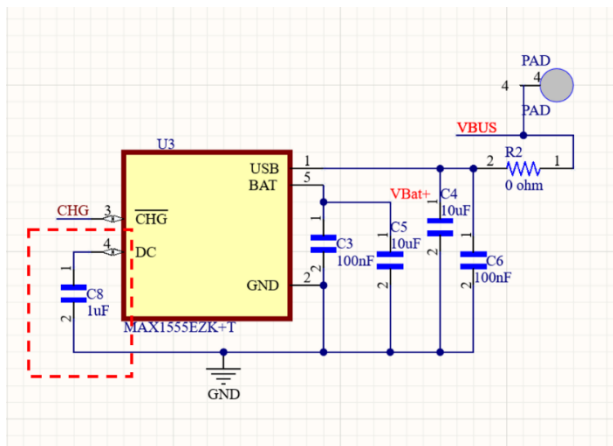 PAD
4
4
PAD
VBUS
U3
USB
1
BAT
5
2
R2
1
0 ohm
VBat+
C4
1
10uF
2
CHG
3
CHG
4
DC
1
C3
100nF
2
1
C5
10uF
2
1
C6
100nF
2
GND
2
1
C8
1uF
2
MAX1555EZK+T
GND